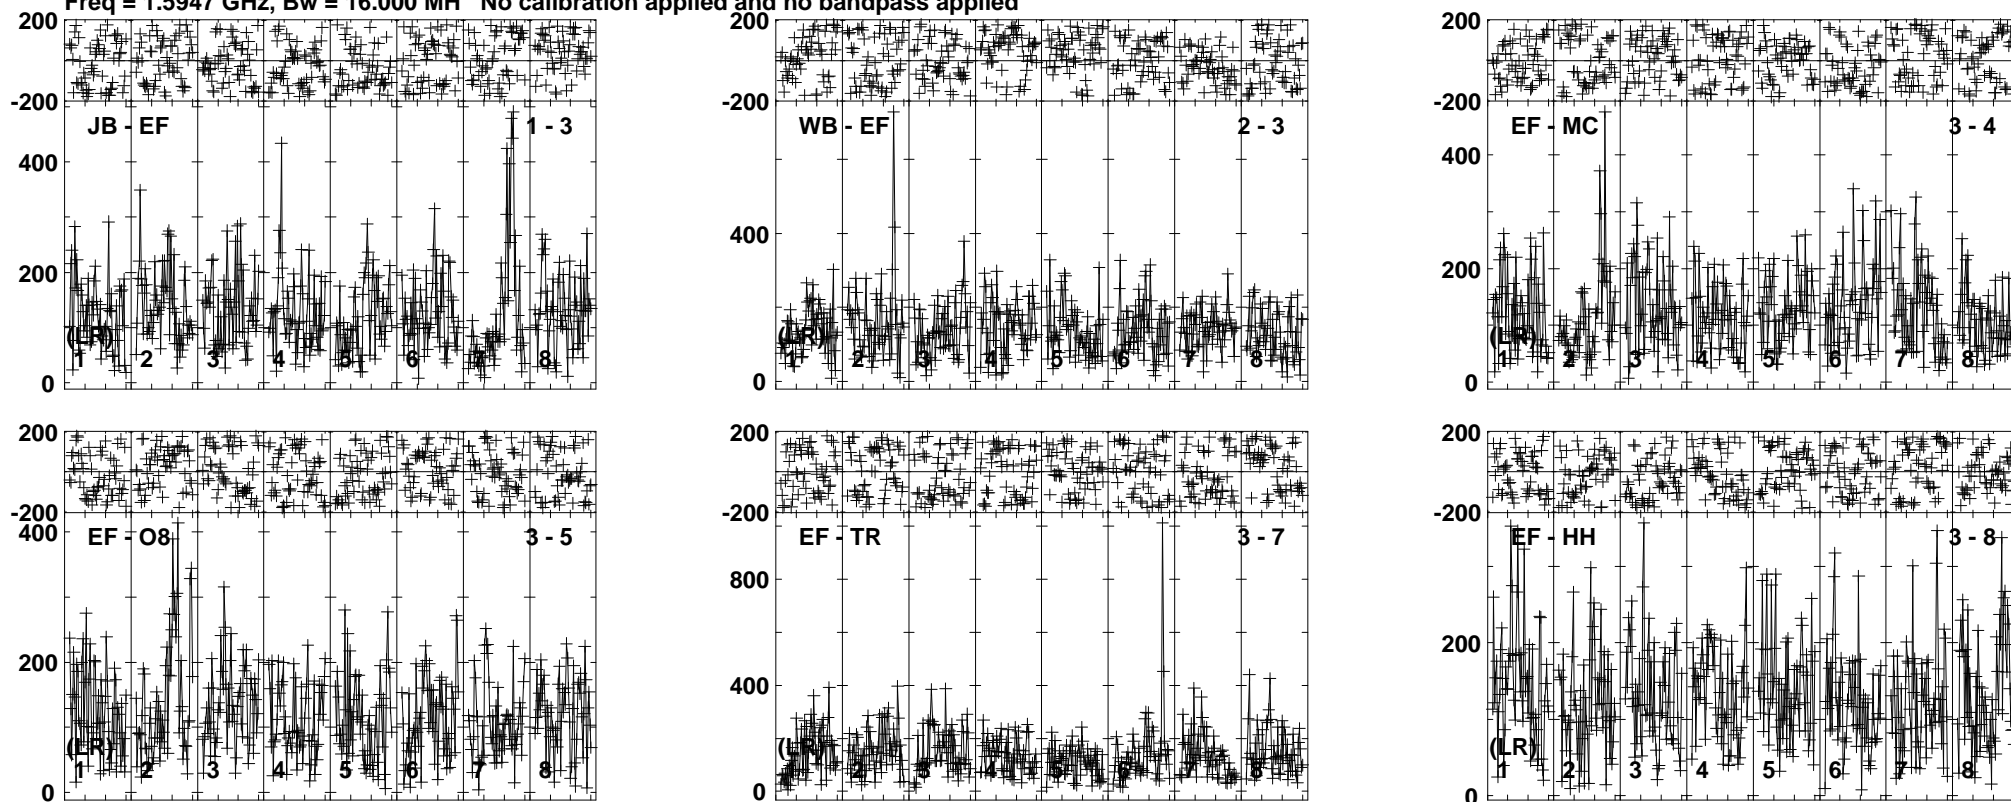 Freq = 1.5947 GHz, Bw = 16.000 MH   No calibration applied and no bandpass applied
200
-200
JB - EF
1 - 3
400
200
0
(LR)
1 2 3 4 5 6 7 8
200
-200
WB - EF
2 - 3
400
0
(LR)
1 2 3 4 5 6 7 8
200
-200
EF - MC
3 - 4
400
200
0
(LR)
1 2 3 4 5 6 7 8
200
-200
EF - O8
3 - 5
400
200
0
(LR)
1 2 3 4 5 6 7 8
200
-200
EF - TR
3 - 7
800
400
0
(LR)
1 2 3 4 5 6 7 8
200
-200
EF - HH
3 - 8
200
0
(LR)
1 2 3 4 5 6 7 8